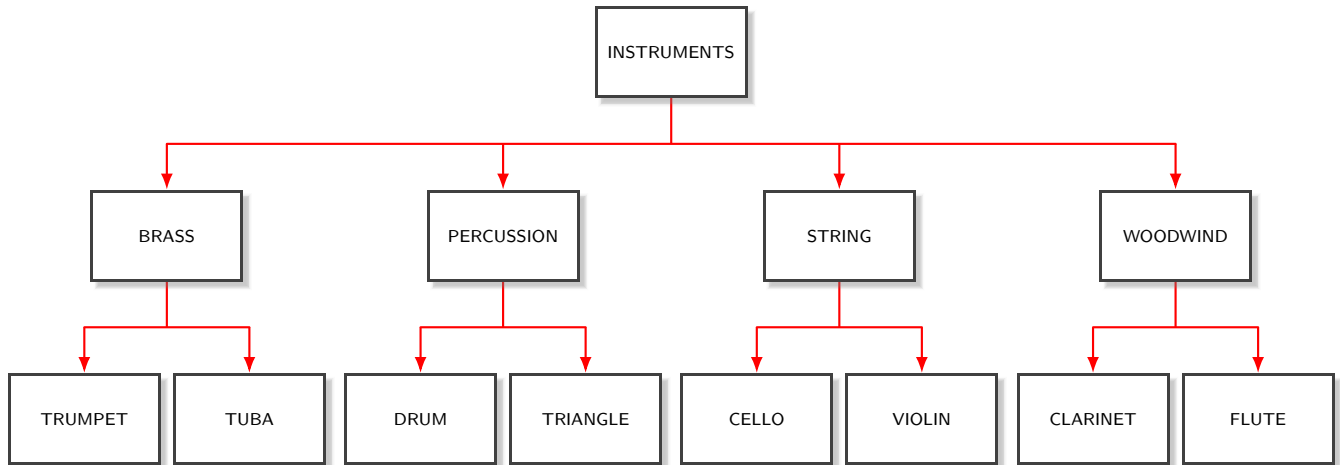 INSTRUMENTS
BRASS
PERCUSSION
STRING
WOODWIND
TRUMPET
TUBA
DRUM
TRIANGLE
CELLO
VIOLIN
CLARINET
FLUTE